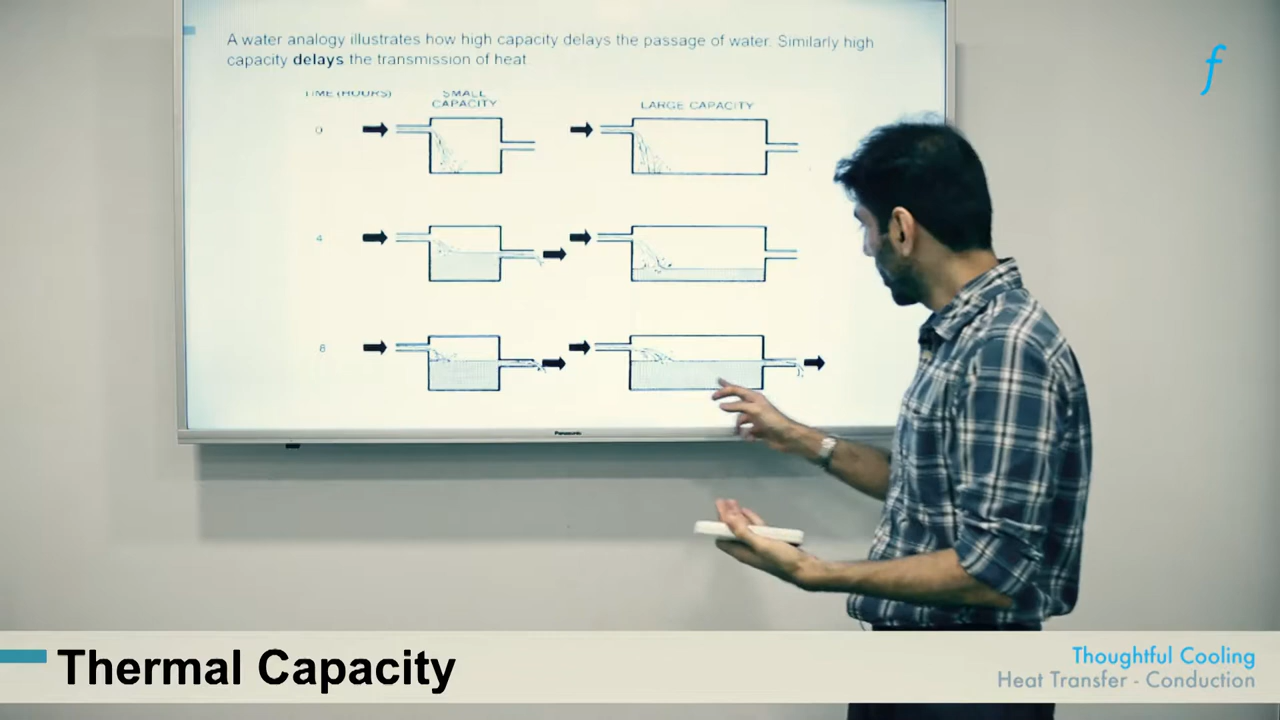 A water analogy illustrates how high capacity delays the passage of water. Similarly high
capacity delays the transmission of heat
TIME (HOURS)
SMALL
CAPACITY
LARGE CAPACITY
0
4
8
Panasonic
f
Thermal Capacity
Thoughtful Cooling
Heat Transfer - Conduction